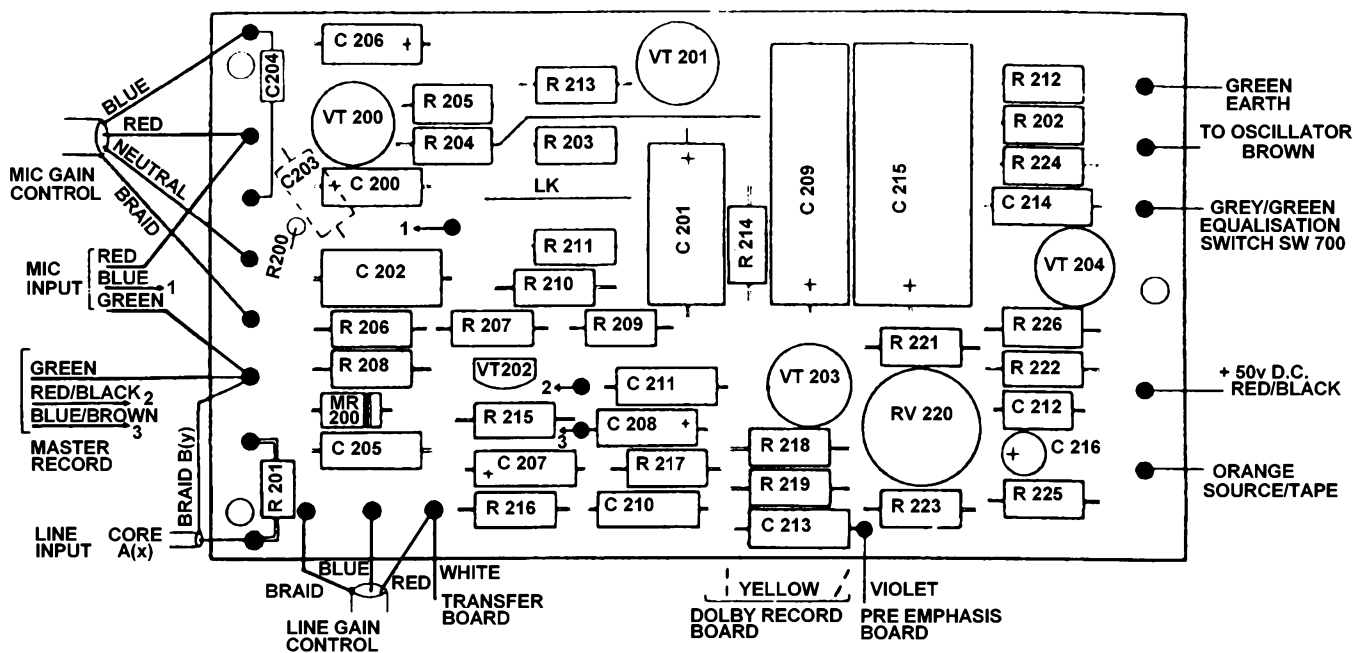 BLUE
RED
NEUTRAL
BRAID
MIC GAIN
CONTROL
MIC
INPUT
RED
BLUE 1
GREEN
GREEN
RED/BLACK 2
BLUE/BROWN
3
MASTER
RECORD
BRAID B(y)
LINE
INPUT
CORE
A(x)
C204
C 206 +
VT 200
R 205
R 204
R 213
VT 201
R 203
C203
+ C 200
LK
R200
1
C 202
R 211
R 210
+
C 201
R 214
C 209
+
C 215
+
R 212
R 202
R 224
C 214
VT 204
R 206
R 207
R 209
R 208
VT202
2
C 211
MR
200
R 215
3
C 208 +
C 205
+ C 207
R 217
R 201
R 216
C 210
VT 203
R 221
RV 220
R 226
R 222
C 212
+ C 216
R 218
R 219
C 213
R 223
R 225
GREEN
EARTH
TO OSCILLATOR
BROWN
GREY/GREEN
EQUALISATION
SWITCH SW 700
+ 50v D.C.
RED/BLACK
ORANGE
SOURCE/TAPE
BRAID
BLUE
RED
WHITE
TRANSFER
BOARD
LINE GAIN
CONTROL
YELLOW
DOLBY RECORD
BOARD
VIOLET
PRE EMPHASIS
BOARD